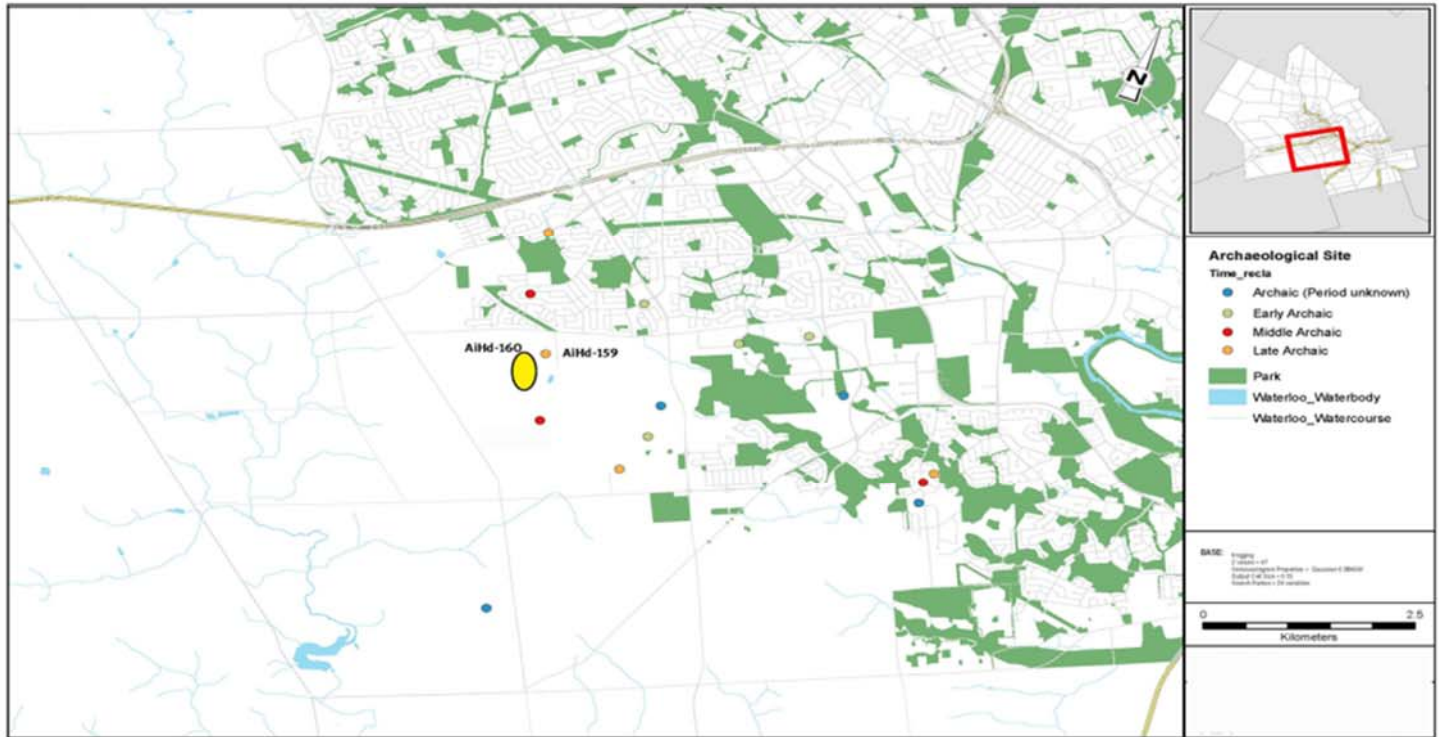 N
AiHd-160
AiHd-159
Archaeological Site
Time_recla
Archaic (Period unknown)
Early Archaic
Middle Archaic
Late Archaic
Park
Waterloo_Waterbody
Waterloo_Watercourse
BASE:
0 2.5
Kilometers